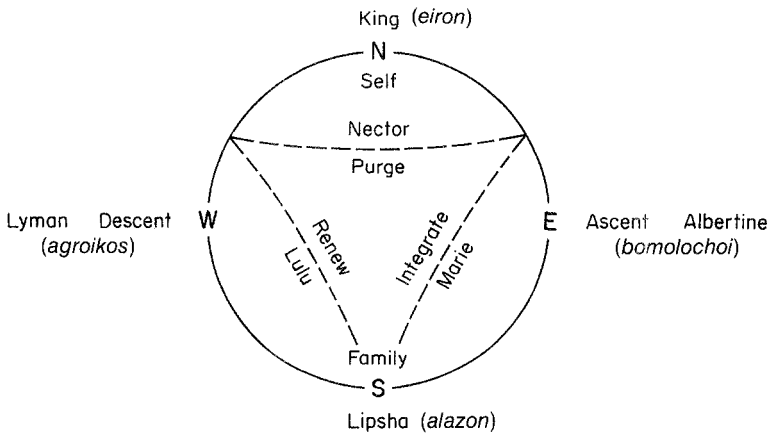 King (eiron)
N
Self
Nector
Purge
Lyman Descent W
(agroikos)
E Ascent Albertine
(bomolochoi)
Renew
Lulu
Integrate
Marie
Family
S
Lipsha (alazon)